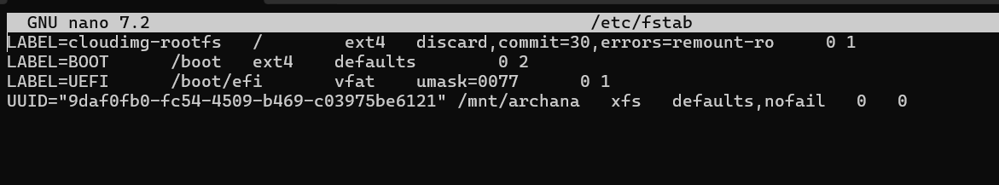 GNU nano 7.2 /etc/fstab
LABEL=cloudimg-rootfs / ext4 discard,commit=30,errors=remount-ro 0 1
LABEL=BOOT /boot ext4 defaults 0 2
LABEL=UEFI /boot/efi vfat umask=0077 0 1
UUID="9daf0fb0-fc54-4509-b469-c03975be6121" /mnt/archana xfs defaults,nofail 0 0